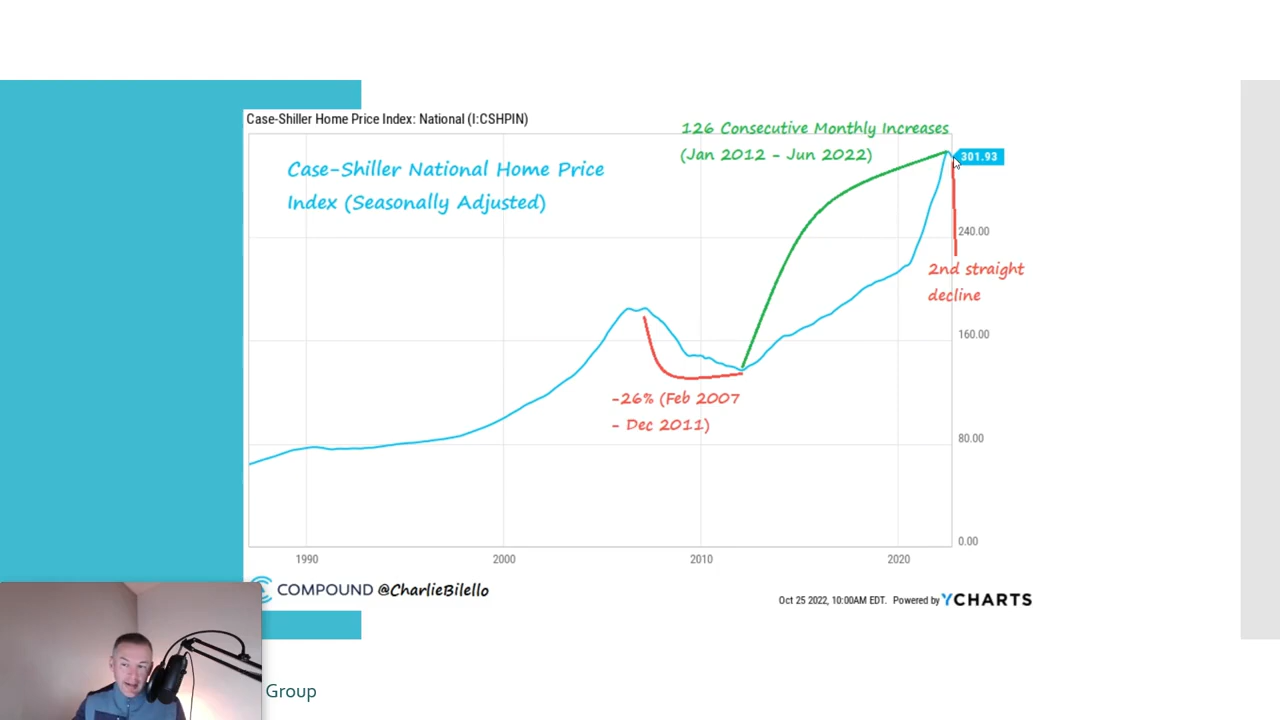 Case-Shiller Home Price Index: National (I:CSHPIN)
126 Consecutive Monthly Increases
(Jan 2012 - Jun 2022)
Case-Shiller National Home Price
Index (Seasonally Adjusted)
301.93
240.00
2nd straight
decline
160.00
-26% (Feb 2007
- Dec 2011)
80.00
0.00
1990 2000 2010 2020
COMPOUND @CharlieBilello
Oct 25 2022, 10:00AM EDT. Powered by YCHARTS
Group